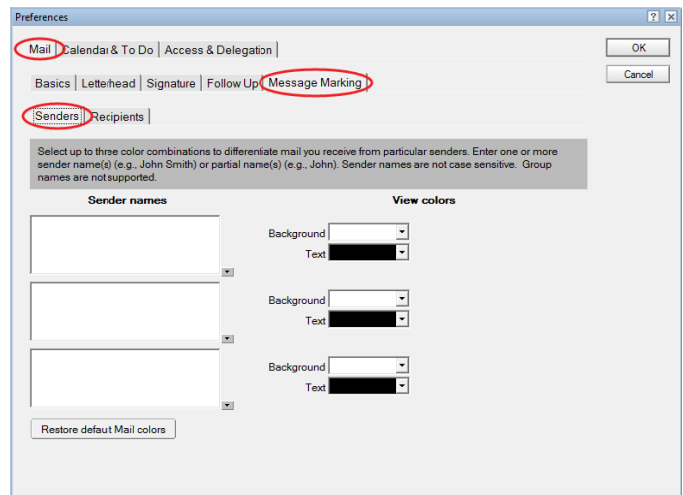 Preferences
Mail Calendar & To Do Access & Delegation
OK
Cancel
Basics Letterhead Signature Follow Up Message Marking
Senders Recipients
Select up to three color combinations to differentiate mail you receive from particular senders. Enter one or more
sender name(s) (e.g., John Smith) or partial name(s) (e.g., John). Sender names are not case sensitive. Group
names are not supported.
Sender names View colors
Background
Text
Background
Text
Background
Text
Restore defaut Mail colors